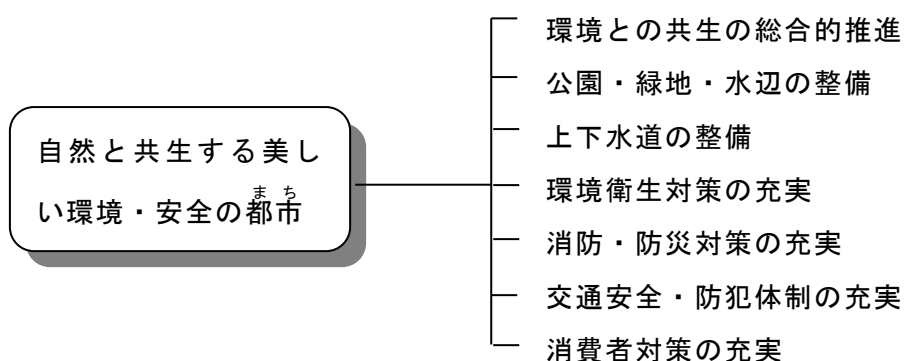 自然と共生する美し
い環境・安全の都市
まち
環境との共生の総合的推進
公園・緑地・水辺の整備
上下水道の整備
環境衛生対策の充実
消防・防災対策の充実
交通安全・防犯体制の充実
消費者対策の充実